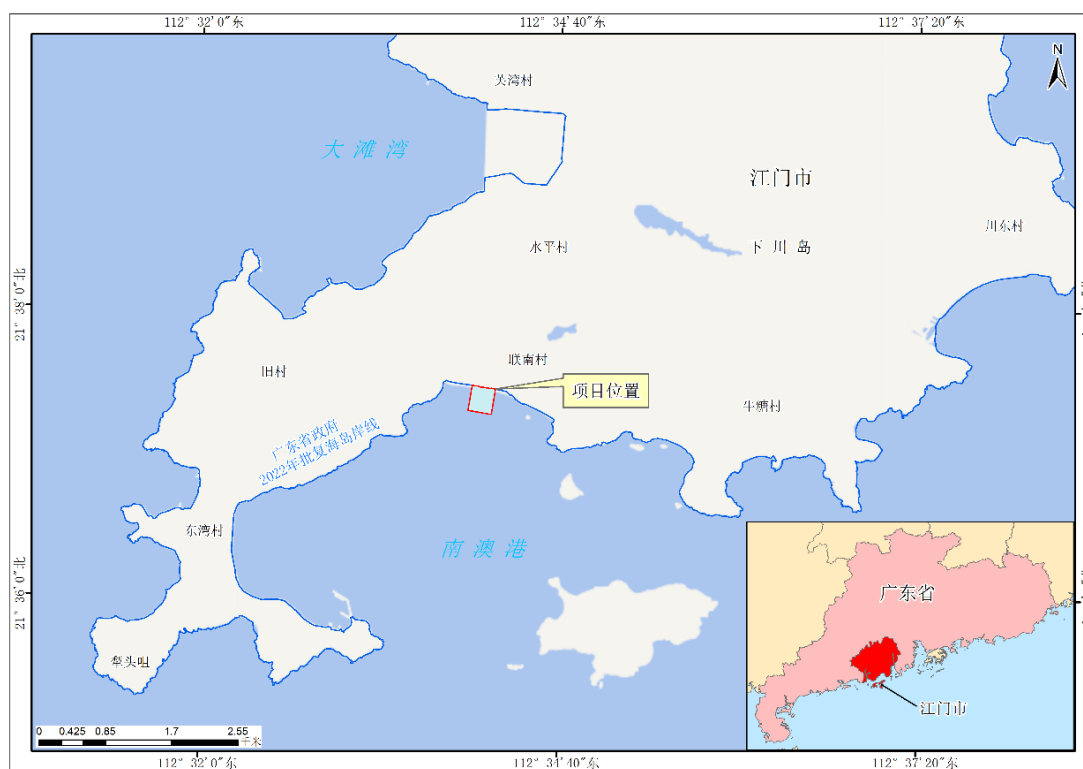 112° 32′0″东
112° 34′40″东
112° 37′20″东
N
吴湾村
大滩湾
江门市
川东村
水平村
下川岛
21° 38′0″北
联南村
旧村
项目位置
牛塘村
广东省政府
2022年批复海岛岸线
东湾村
南澳港
21° 36′0″北
广东省
犁头咀
江门市
0 0.425 0.85 1.7 2.55
千米
112° 32′0″东
112° 34′40″东
112° 37′20″东